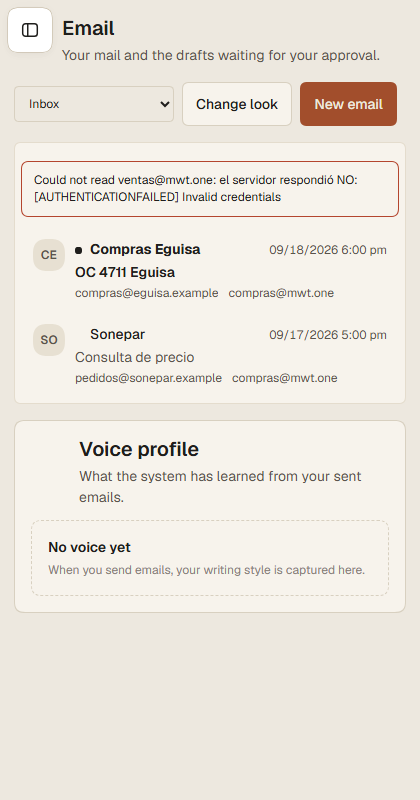 Email
Your mail and the drafts waiting for your approval.
Inbox
Change look
New email
Could not read ventas@mwt.one: el servidor respondió NO:
[AUTHENTICATIONFAILED] Invalid credentials
CE
Compras Eguisa
09/18/2026 6:00 pm
OC 4711 Eguisa
compras@eguisa.example compras@mwt.one
SO
Sonepar
09/17/2026 5:00 pm
Consulta de precio
pedidos@sonepar.example compras@mwt.one
Voice profile
What the system has learned from your sent
emails.
No voice yet
When you send emails, your writing style is captured here.